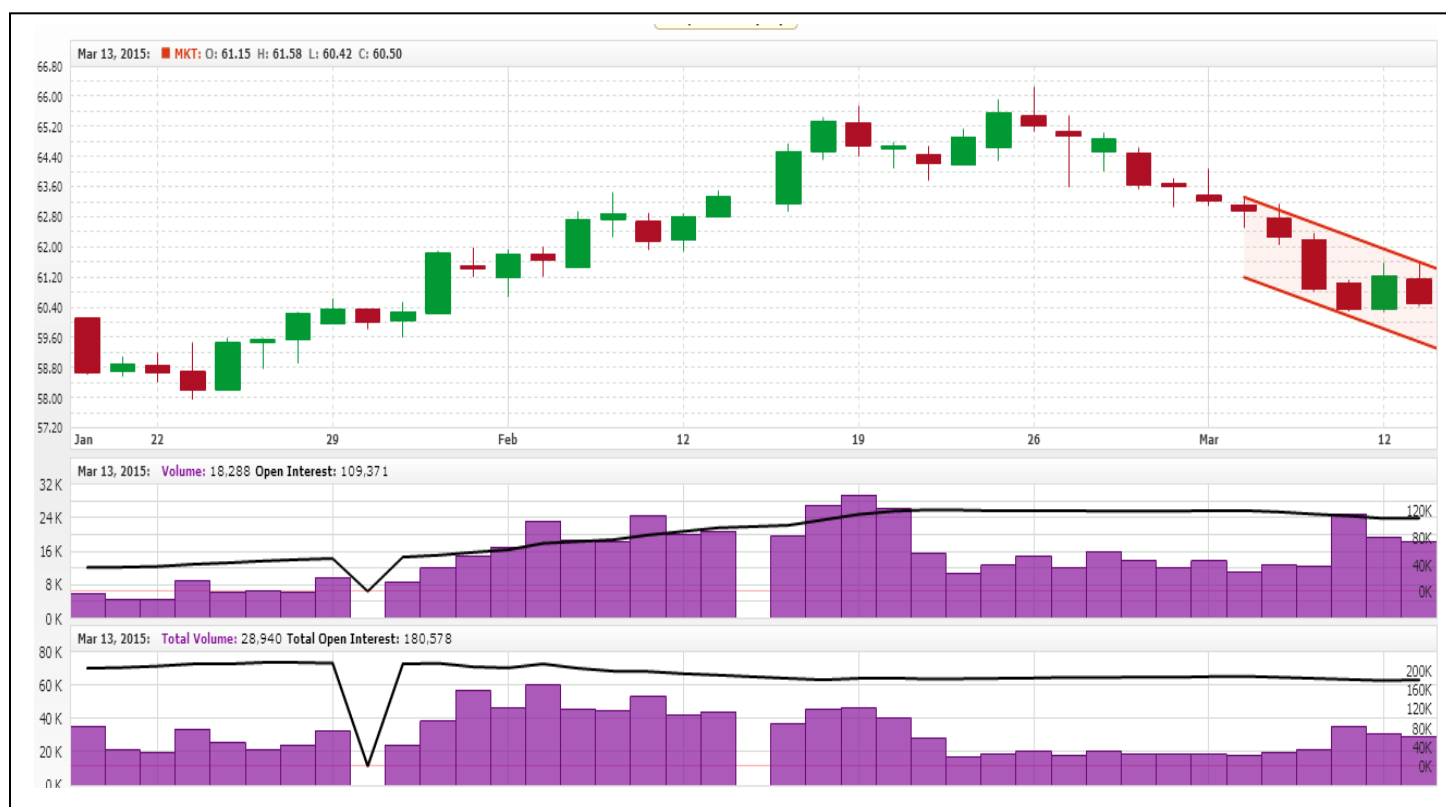 Mar 13, 2015: MKT: O: 61.15 H: 61.58 L: 60.42 C: 60.50
66.80
66.00
65.20
64.40
63.60
62.80
62.00
61.20
60.40
59.60
58.80
58.00
57.20
Jan 22 29 Feb 12 19 26 Mar 12
Mar 13, 2015: Volume: 18,288 Open Interest: 109,371
32 K
24 K 120K
16 K 80K
8 K 40K
0K
0 K
Mar 13, 2015: Total Volume: 28,940 Total Open Interest: 180,578
80 K
200K
60 K 160K
120K
40 K
80K
20 K 40K
0K
0 K